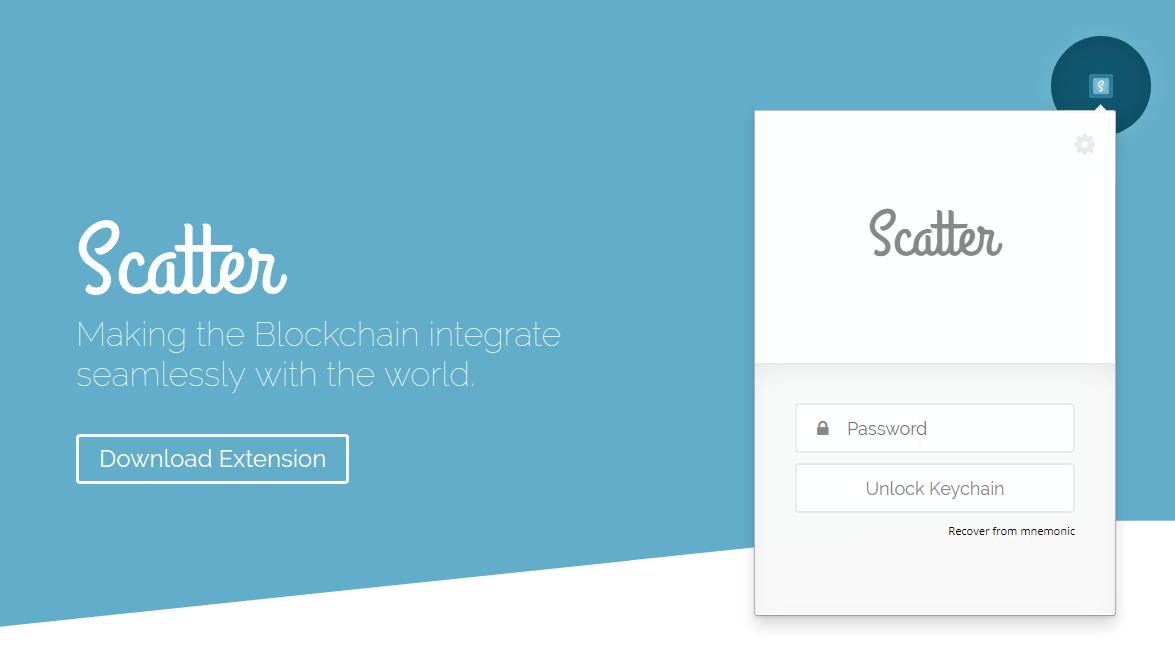 Scatter
Making the Blockchain integrate
seamlessly with the world.
Download Extension
S
Scatter
Password
Unlock Keychain
Recover from mnemonic